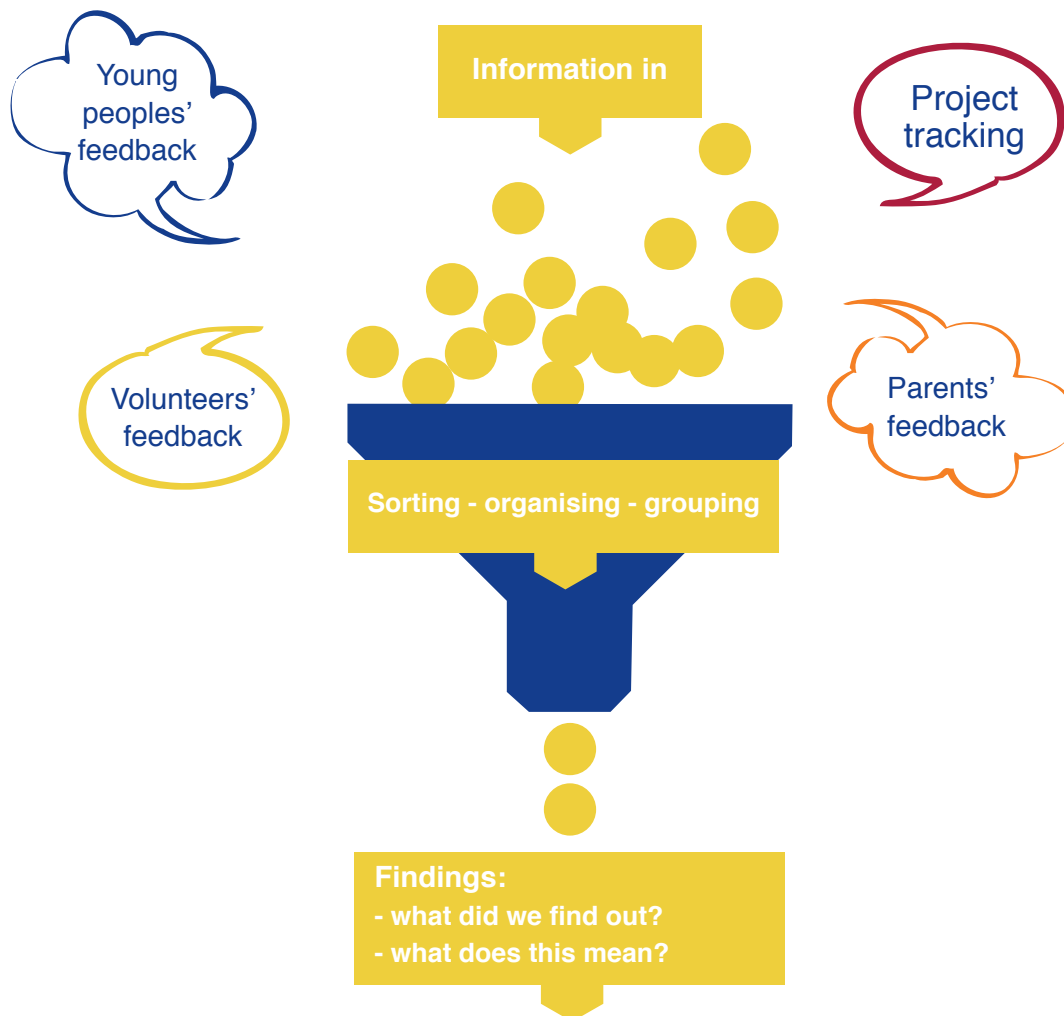 Information in
Young
peoples’
feedback
Project
tracking
Volunteers’
feedback
Parents’
feedback
Sorting - organising - grouping
Findings:
- what did we find out?
- what does this mean?